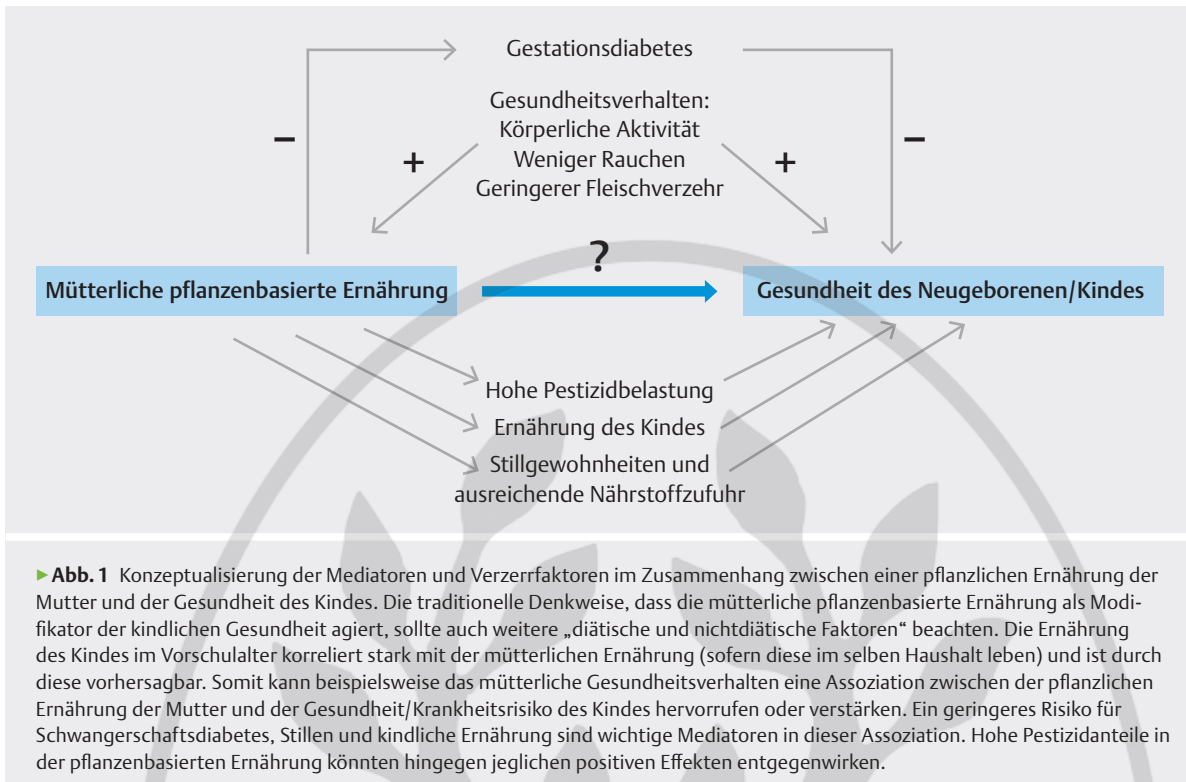 Gestationsdiabetes
Gesundheitsverhalten:
Körperliche Aktivität
Weniger Rauchen
Geringerer Fleischverzehr
–
+
+
–
?
Mütterliche pflanzenbasierte Ernährung
Gesundheit des Neugeborenen/Kindes
Hohe Pestizidbelastung
Ernährung des Kindes
Stillgewohnheiten und
ausreichende Nährstoffzufuhr
▶Abb. 1 Konzeptualisierung der Mediatoren und Verzerrfaktoren im Zusammenhang zwischen einer pflanzlichen Ernährung der
Mutter und der Gesundheit des Kindes. Die traditionelle Denkweise, dass die mütterliche pflanzenbasierte Ernährung als Modi-
fikator der kindlichen Gesundheit agiert, sollte auch weitere „diätische und nichtdiätische Faktoren“ beachten. Die Ernährung
des Kindes im Vorschulalter korreliert stark mit der mütterlichen Ernährung (sofern diese im selben Haushalt leben) und ist durch
diese vorhersagbar. Somit kann beispielsweise das mütterliche Gesundheitsverhalten eine Assoziation zwischen der pflanzlichen
Ernährung der Mutter und der Gesundheit/Krankheitsrisiko des Kindes hervorrufen oder verstärken. Ein geringeres Risiko für
Schwangerschaftsdiabetes, Stillen und kindliche Ernährung sind wichtige Mediatoren in dieser Assoziation. Hohe Pestizidanteile in
der pflanzenbasierten Ernährung könnten hingegen jeglichen positiven Effekten entgegenwirken.